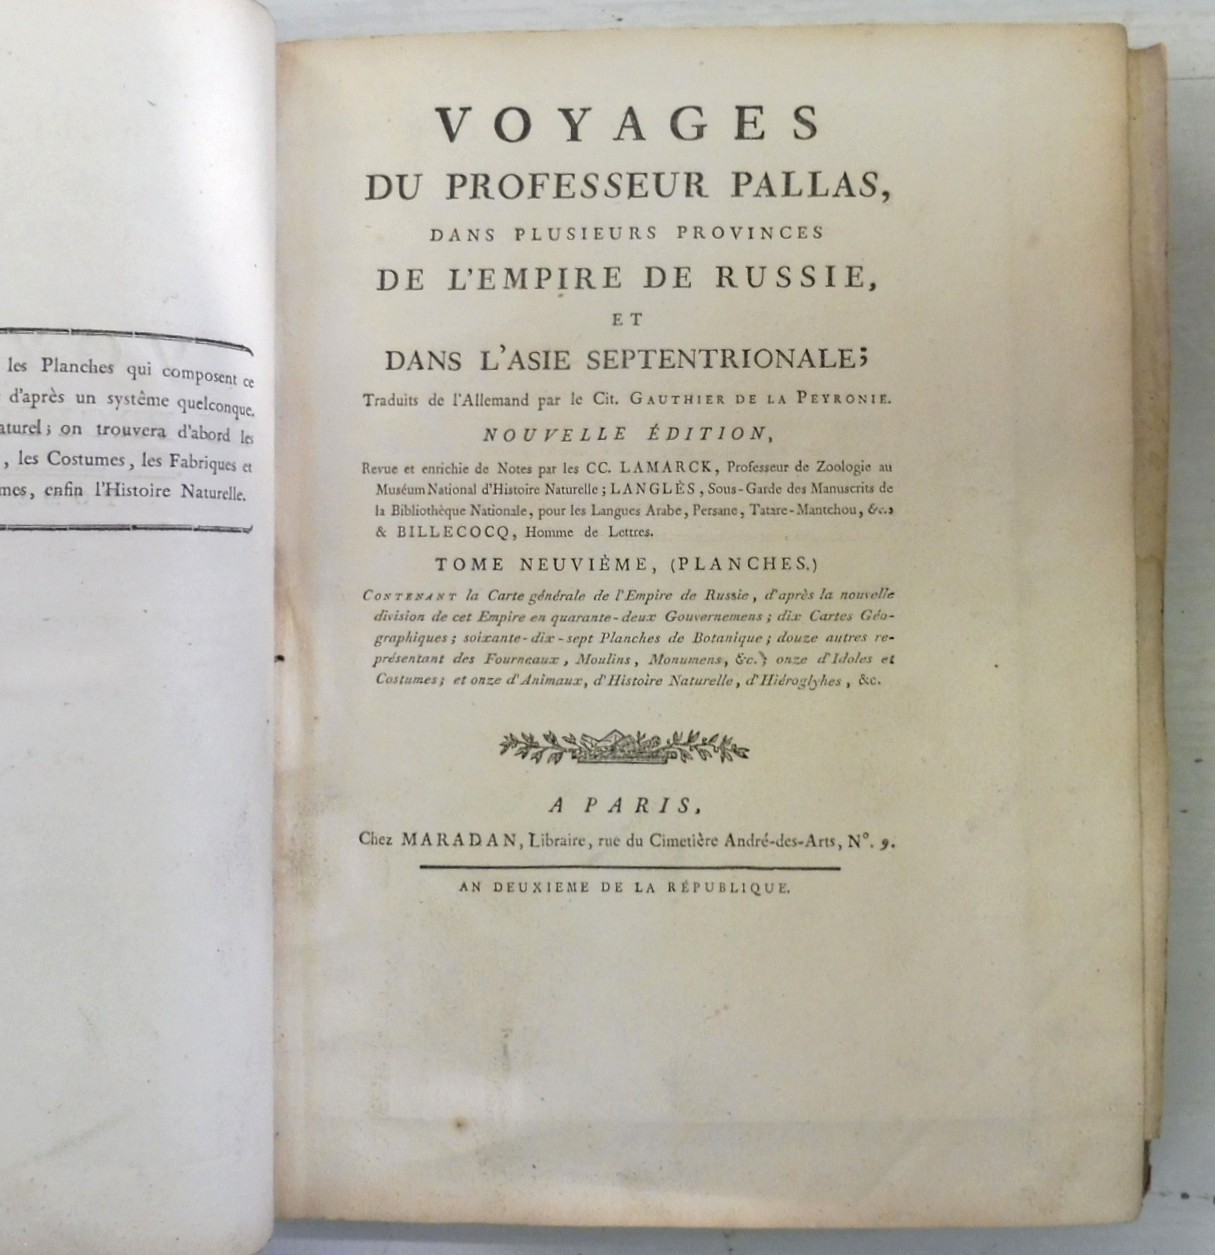 les Planches qui composent ce
d'après un systême quelconque.
les Costumes, les Fabriques et
enfin l'Histoire Naturelle.
on trouvera d'abord les
VOYAGES
DU PROFESSEUR PALLAS,
DANS PLUSIEURS PROVINCES
DE L'EMPIRE DE RUSSIE,
ET
DANS L'ASIE SEPTENTRIONALE;
Traduits de l'Allemand par le Cit. GAUTHIER DE LA PEYRONIE.
NOUVELLE ÉDITION,
Revue et enrichie de Notes par les CC. LAMARCK, Professeur de Zoologie au
Muséum National d'Histoire Naturelle; LANGLÈS, Sous-Garde des Manuscrits de
la Bibliothèque Nationale, pour les Langues Arabe, Persane, Tatare-Mantchou, &c.,
& BILLECOCQ, Homme de Lettres.
TOME NEUVIÈME, (PLANCHES.)
CONTENANT la Carte générale de l'Empire de Russie, d'après la nouvelle
division de cet Empire en quarante-deux Gouvernemens; dix Cartes Géo-
graphiques; soixante-dix-sept Planches de Botanique; douze autres re-
présentant des Fourneaux, Moulins, Monumens, &c.; onze d'Idoles et
Costumes; et onze d'Animaux, d'Histoire Naturelle, d'Hiéroglyhes, &c.
A PARIS,
Chez MARADAN, Libraire, rue du Cimetière André-des-Arts, N°. 9.
AN DEUXIEME DE LA RÉPUBLIQUE.